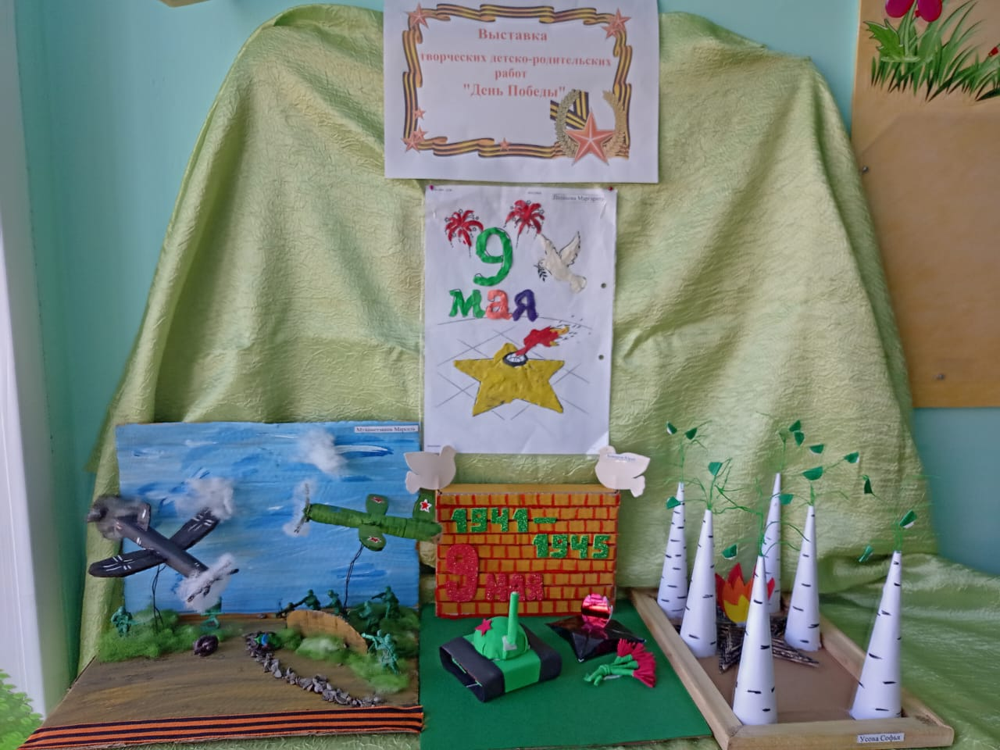 Выставка
творческих детско-родительских
работ
"День Победы"
9
мая
1941–
1945
9
мая
Усова Софья